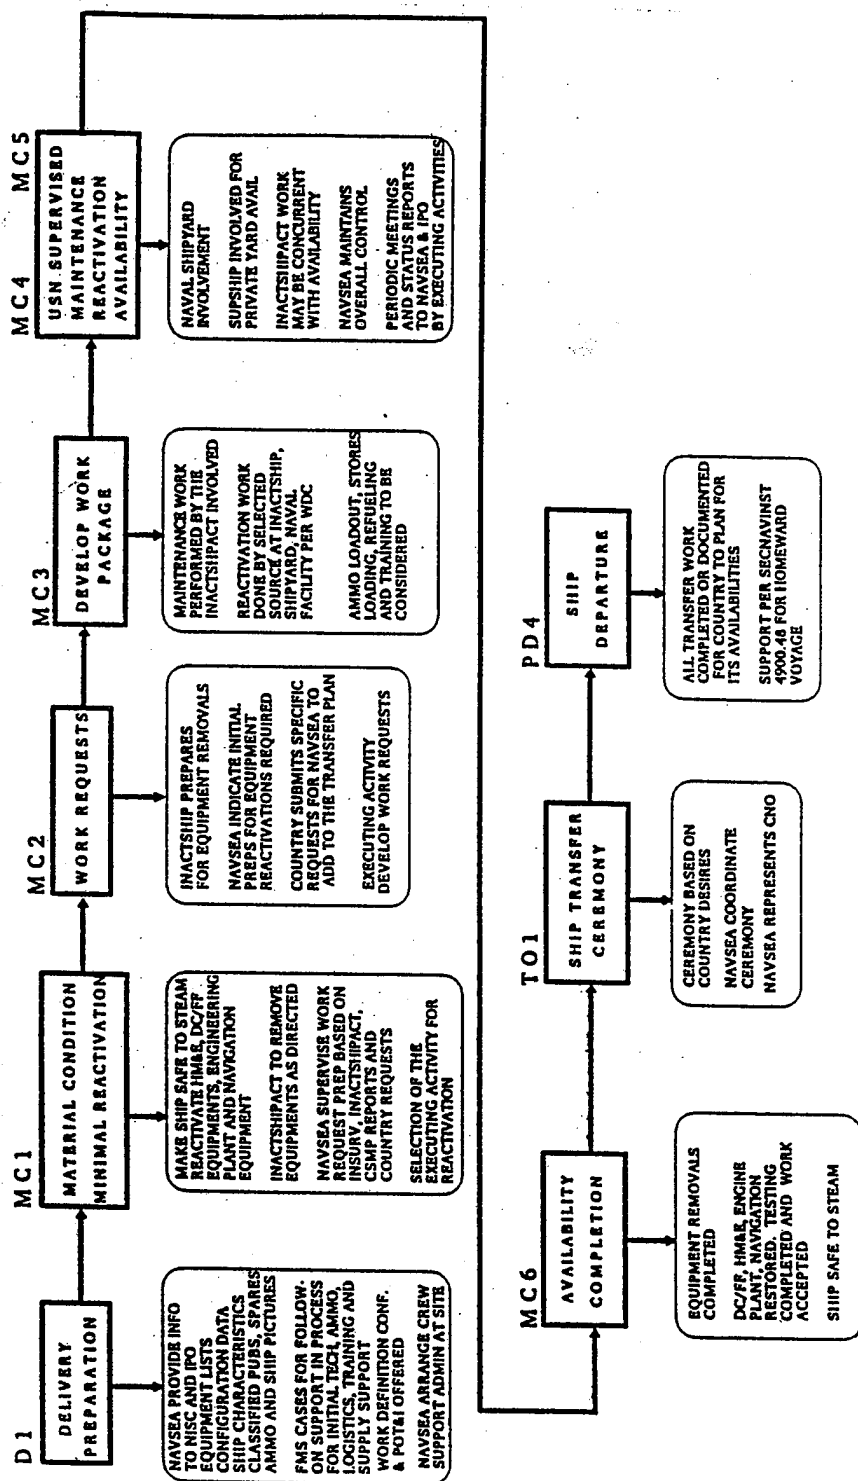 D1
DELIVERY
PREPARATION
NAVSEA PROVIDE INFO
TO NISC AND IPO
EQUIPMENT LISTS
CONFIGURATION DATA
SHIP CHARACTERISTICS
CLASSIFIED PUBS, SPARES
AMMO AND SHIP PICTURES
FMS CASES FOR FOLLOW-
ON SUPPORT IN PROCESS
FOR INITIAL TECH, AMMO,
LOGISTICS, TRAINING AND
SUPPLY SUPPORT
WORK DEFINITION CONF.
& POT&I OFFERED
NAVSEA ARRANGE CREW
SUPPORT ADMIN AT SITE
MC1
MATERIAL CONDITION
MINIMAL REACTIVATION
MAKE SHIP SAFE TO STEAM
REACTIVATE HM&E, DC/FF
EQUIPMENTS, ENGINEERING
PLANT AND NAVIGATION
EQUIPMENT
INACTSHIPACT TO REMOVE
EQUIPMENTS AS DIRECTED
NAVSEA SUPERVISE WORK
REQUEST PREP BASED ON
INSURV, INACTSHIPACT,
CSMP REPORTS AND
COUNTRY REQUESTS
SELECTION OF THE
EXECUTING ACTIVITY FOR
REACTIVATION
MC2
WORK REQUESTS
INACTSHIP PREPARES
FOR EQUIPMENT REMOVALS
NAVSEA INDICATE INITIAL
PREPS FOR EQUIPMENT
REACTIVATIONS REQUIRED
COUNTRY SUBMITS SPECIFIC
REQUESTS FOR NAVSEA TO
ADD TO THE TRANSFER PLAN
EXECUTING ACTIVITY
DEVELOP WORK REQUESTS
MC3
DEVELOP WORK
PACKAGE
MAINTENANCE WORK
PERFORMED BY THE
INACTSHIPACT INVOLVED
REACTIVATION WORK
DONE BY SELECTED
SOURCE AT INACTSHIP,
SHIPYARD, NAVAL
FACILITY PER WDC
AMMO LOADOUT, STORES
LOADING, REFUELING
AND TRAINING TO BE
CONSIDERED
MC4 MC5
USN SUPERVISED
MAINTENANCE
REACTIVATION
AVAILABILITY
NAVAL SHIPYARD
INVOLVEMENT
SUPSHIP INVOLVED FOR
PRIVATE YARD AVAIL
INACTSHIPACT WORK
MAY BE CONCURRENT
WITH AVAILABILITY
NAVSEA MAINTAINS
OVERALL CONTROL
PERIODIC MEETINGS
AND STATUS REPORTS
TO NAVSEA & IPO
BY EXECUTING ACTIVITIES
MC6
AVAILABILITY
COMPLETION
EQUIPMENT REMOVALS
COMPLETED
DC/FF, HM&E, ENGINE
PLANT, NAVIGATION
RESTORED. TESTING
COMPLETED AND WORK
ACCEPTED
SHIP SAFE TO STEAM
TO1
SHIP TRANSFER
CEREMONY
CEREMONY BASED ON
COUNTRY DESIRES
NAVSEA COORDINATE
CEREMONY
NAVSEA REPRESENTS CNO
PD4
SHIP
DEPARTURE
ALL TRANSFER WORK
COMPLETED OR DOCUMENTED
FOR COUNTRY TO PLAN FOR
ITS AVAILABILITIES
SUPPORT PER SECNAVINST
4900.48 FOR HOMEWARD
VOYAGE